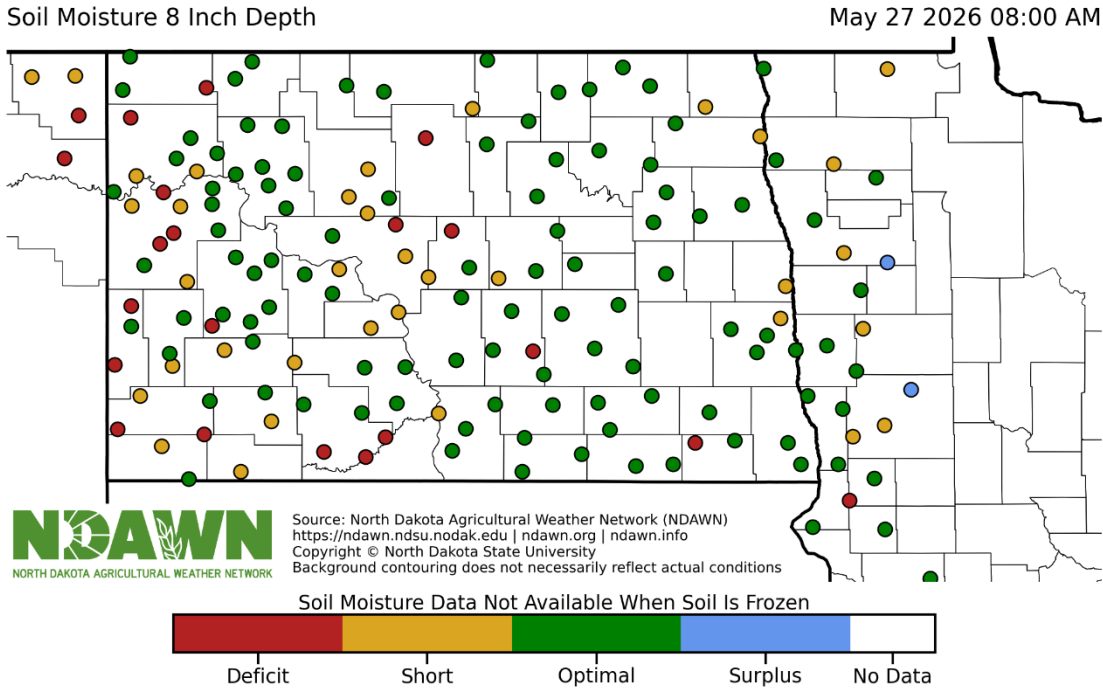 Soil Moisture 8 Inch Depth
May 27 2026 08:00 AM
NDAWN
NORTH DAKOTA AGRICULTURAL WEATHER NETWORK
Source: North Dakota Agricultural Weather Network (NDAWN)
https://ndawn.ndsu.nodak.edu | ndawn.org | ndawn.info
Copyright © North Dakota State University
Background contouring does not necessarily reflect actual conditions
Soil Moisture Data Not Available When Soil Is Frozen
Deficit
Short
Optimal
Surplus
No Data